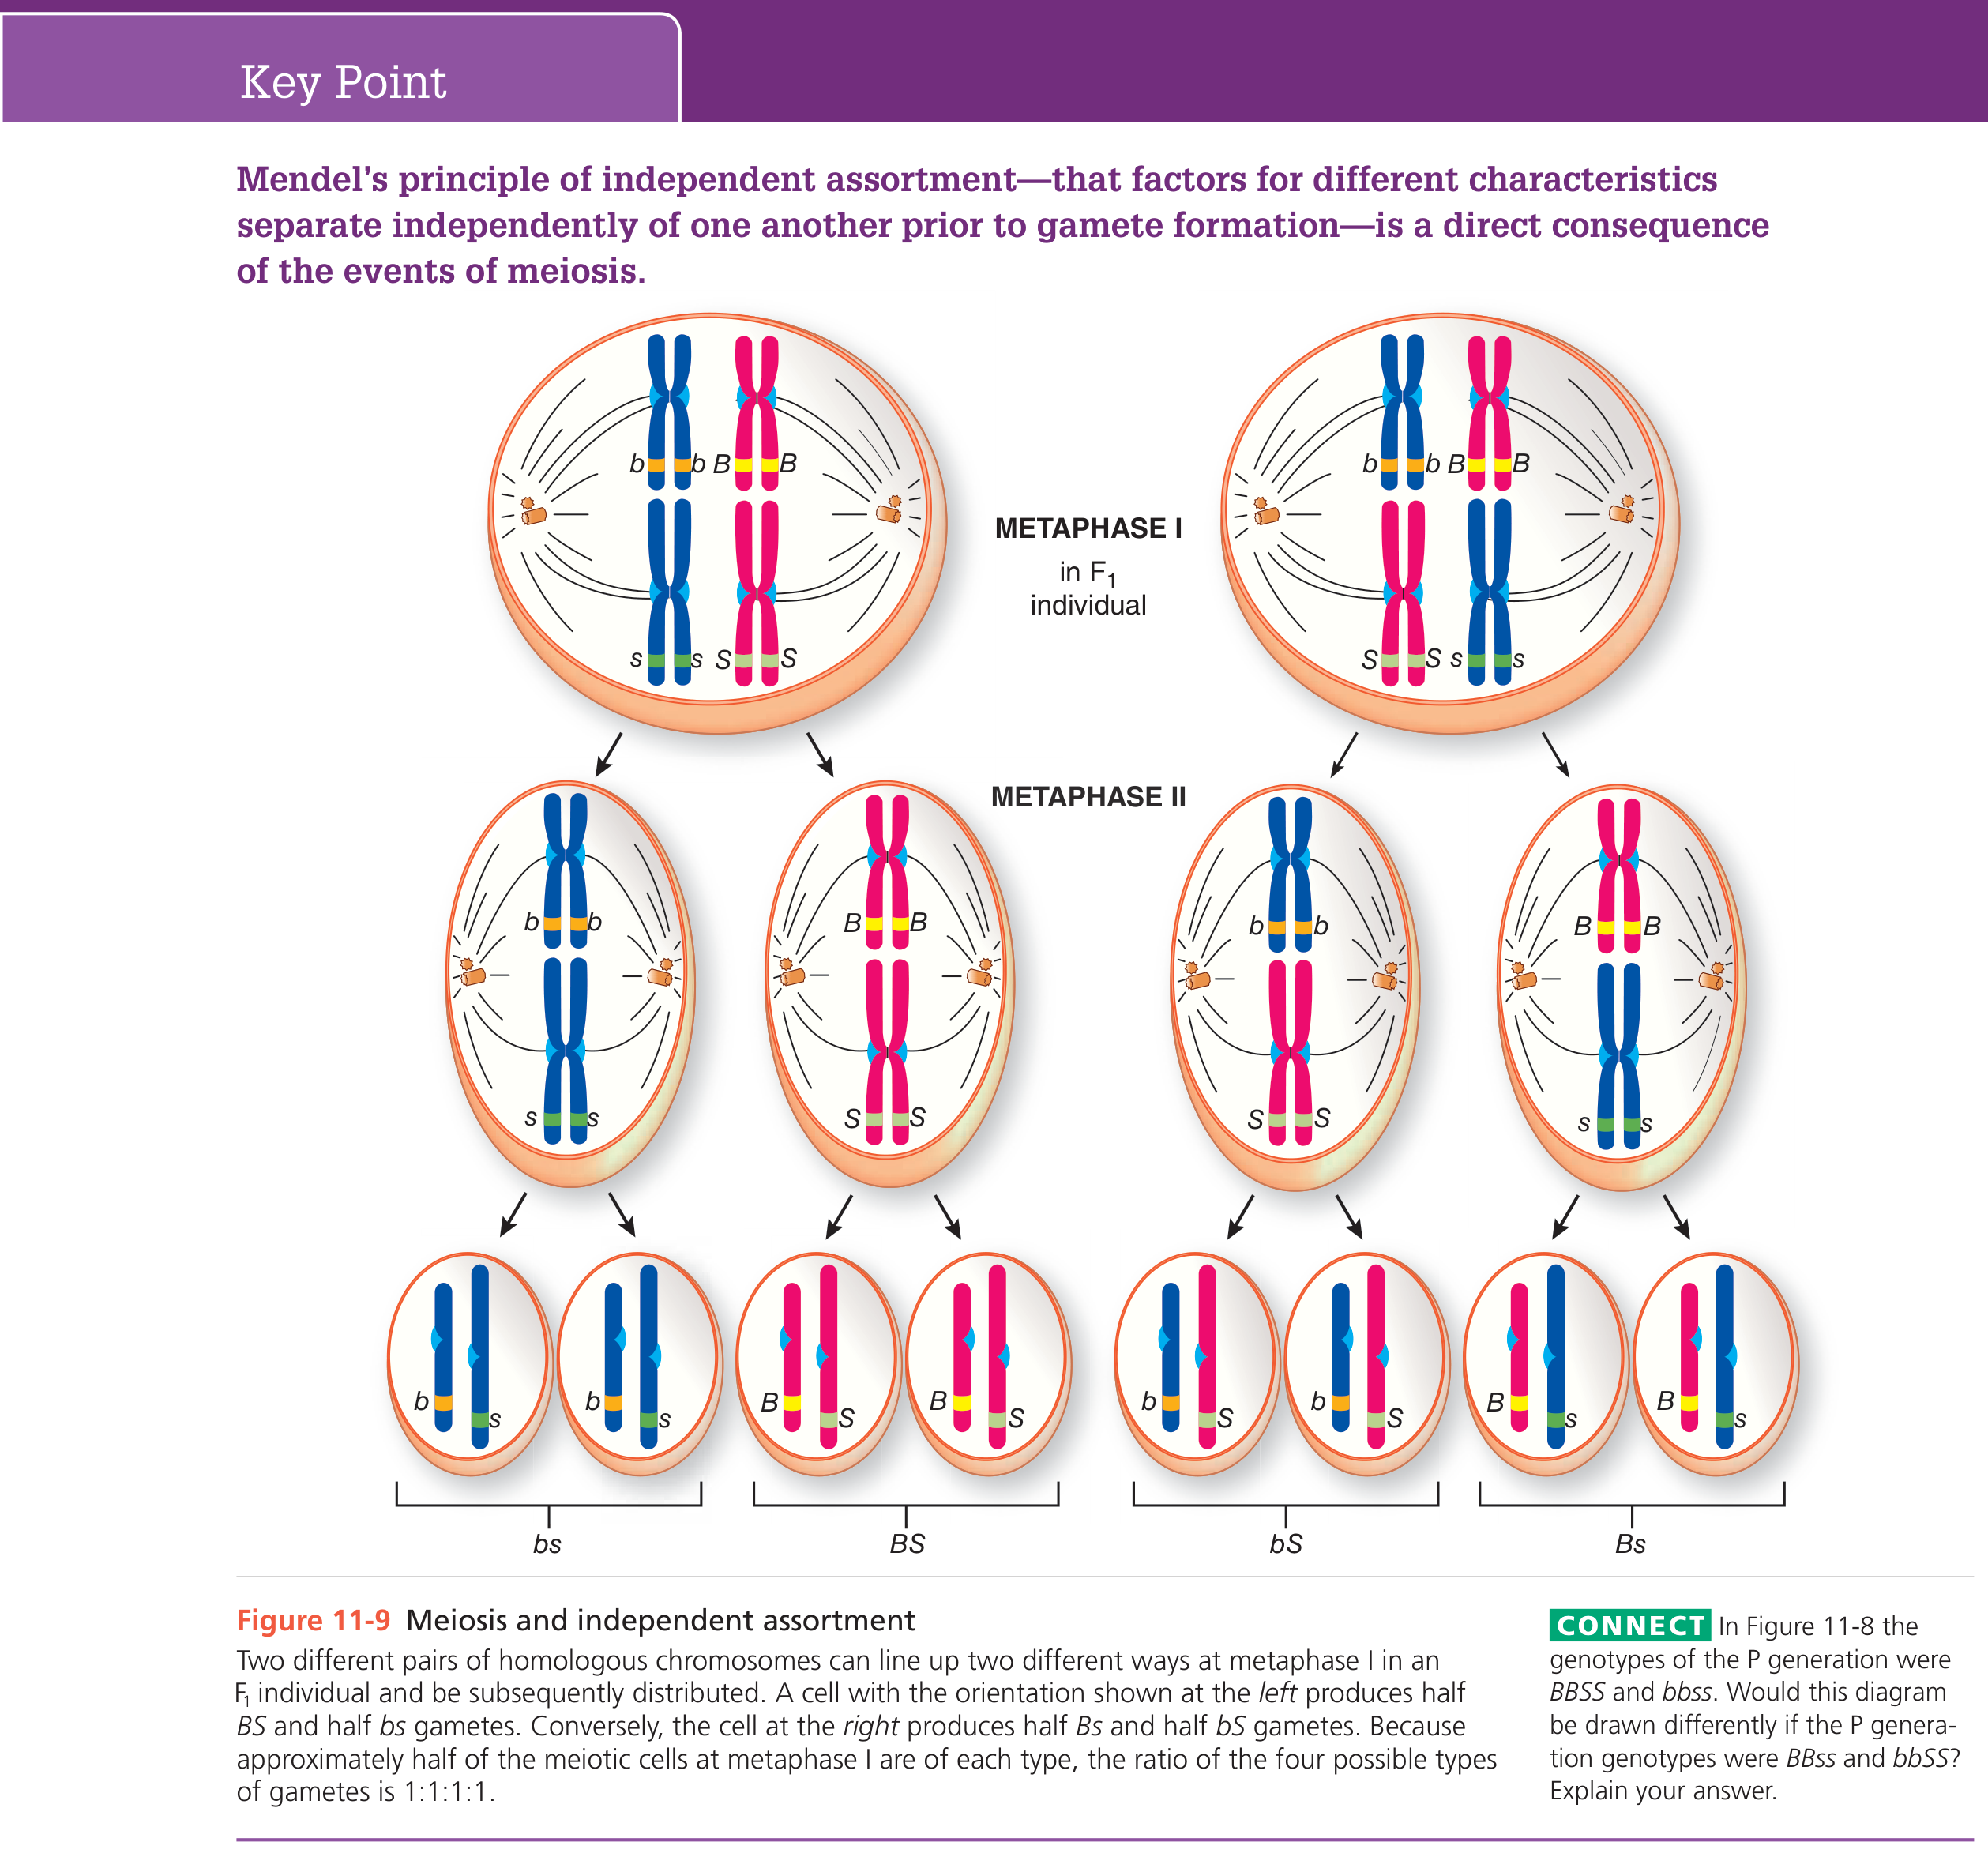 Key Point
Mendel’s principle of independent assortment—that factors for different characteristics
separate independently of one another prior to gamete formation—is a direct consequence
of the events of meiosis.
b b B B
b b B B
METAPHASE I
in F1
individual
s s S S
S S s s
METAPHASE II
b b
B B
b b
B B
s s
S S
S S
s s
b s
b s
B S
B S
b S
b S
B s
B s
bs
BS
bS
Bs
Figure 11-9 Meiosis and independent assortment
Two different pairs of homologous chromosomes can line up two different ways at metaphase I in an
F1 individual and be subsequently distributed. A cell with the orientation shown at the left produces half
BS and half bs gametes. Conversely, the cell at the right produces half Bs and half bS gametes. Because
approximately half of the meiotic cells at metaphase I are of each type, the ratio of the four possible types
of gametes is 1:1:1:1.
CONNECT In Figure 11-8 the
genotypes of the P generation were
BBSS and bbss. Would this diagram
be drawn differently if the P genera-
tion genotypes were BBss and bbSS?
Explain your answer.